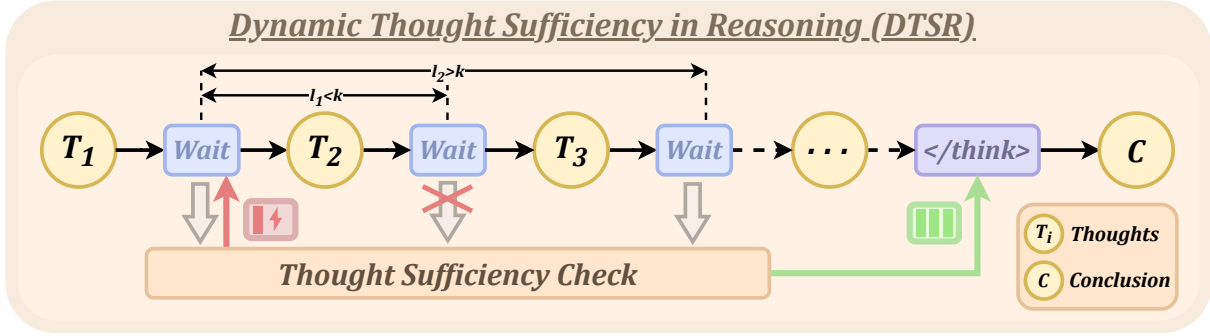 Dynamic Thought Sufficiency in Reasoning (DTSR)
l₂>k
l₁<k
T₁ Wait T₂ Wait T₃ Wait ... </think> C
Thought Sufficiency Check
Tᵢ Thoughts
C Conclusion